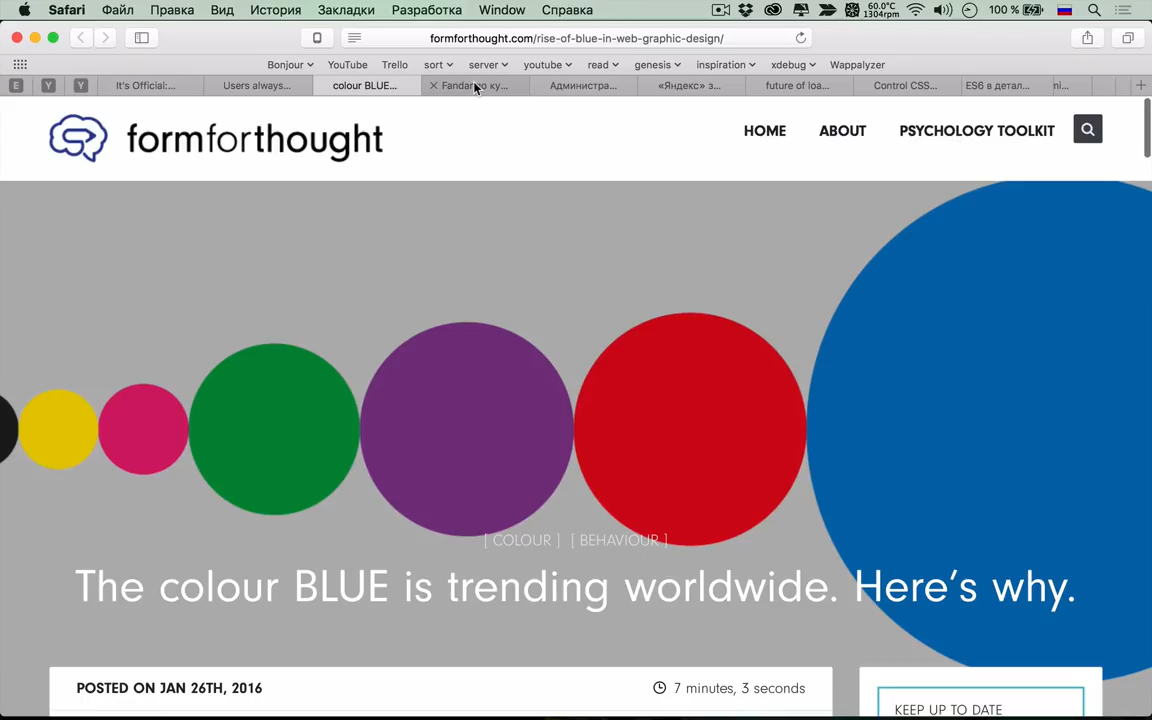 Safari Файл Правка Вид История Закладки Разработка Window Справка 60.0°C 1304rpm 100 %
formforthought.com/rise-of-blue-in-web-graphic-design/
Bonjour YouTube Trello sort server youtube read genesis inspiration xdebug Wappalyzer
E Y Y It's Official:... Users always... colour BLUE... Fandango ку... Администра... «Яндекс» з... future of loa... Control CSS... ES6 в детал... ni...
formforthought
HOME ABOUT PSYCHOLOGY TOOLKIT
[ COLOUR ] [ BEHAVIOUR ]
The colour BLUE is trending worldwide. Here's why.
POSTED ON JAN 26TH, 2016
7 minutes, 3 seconds
KEEP UP TO DATE